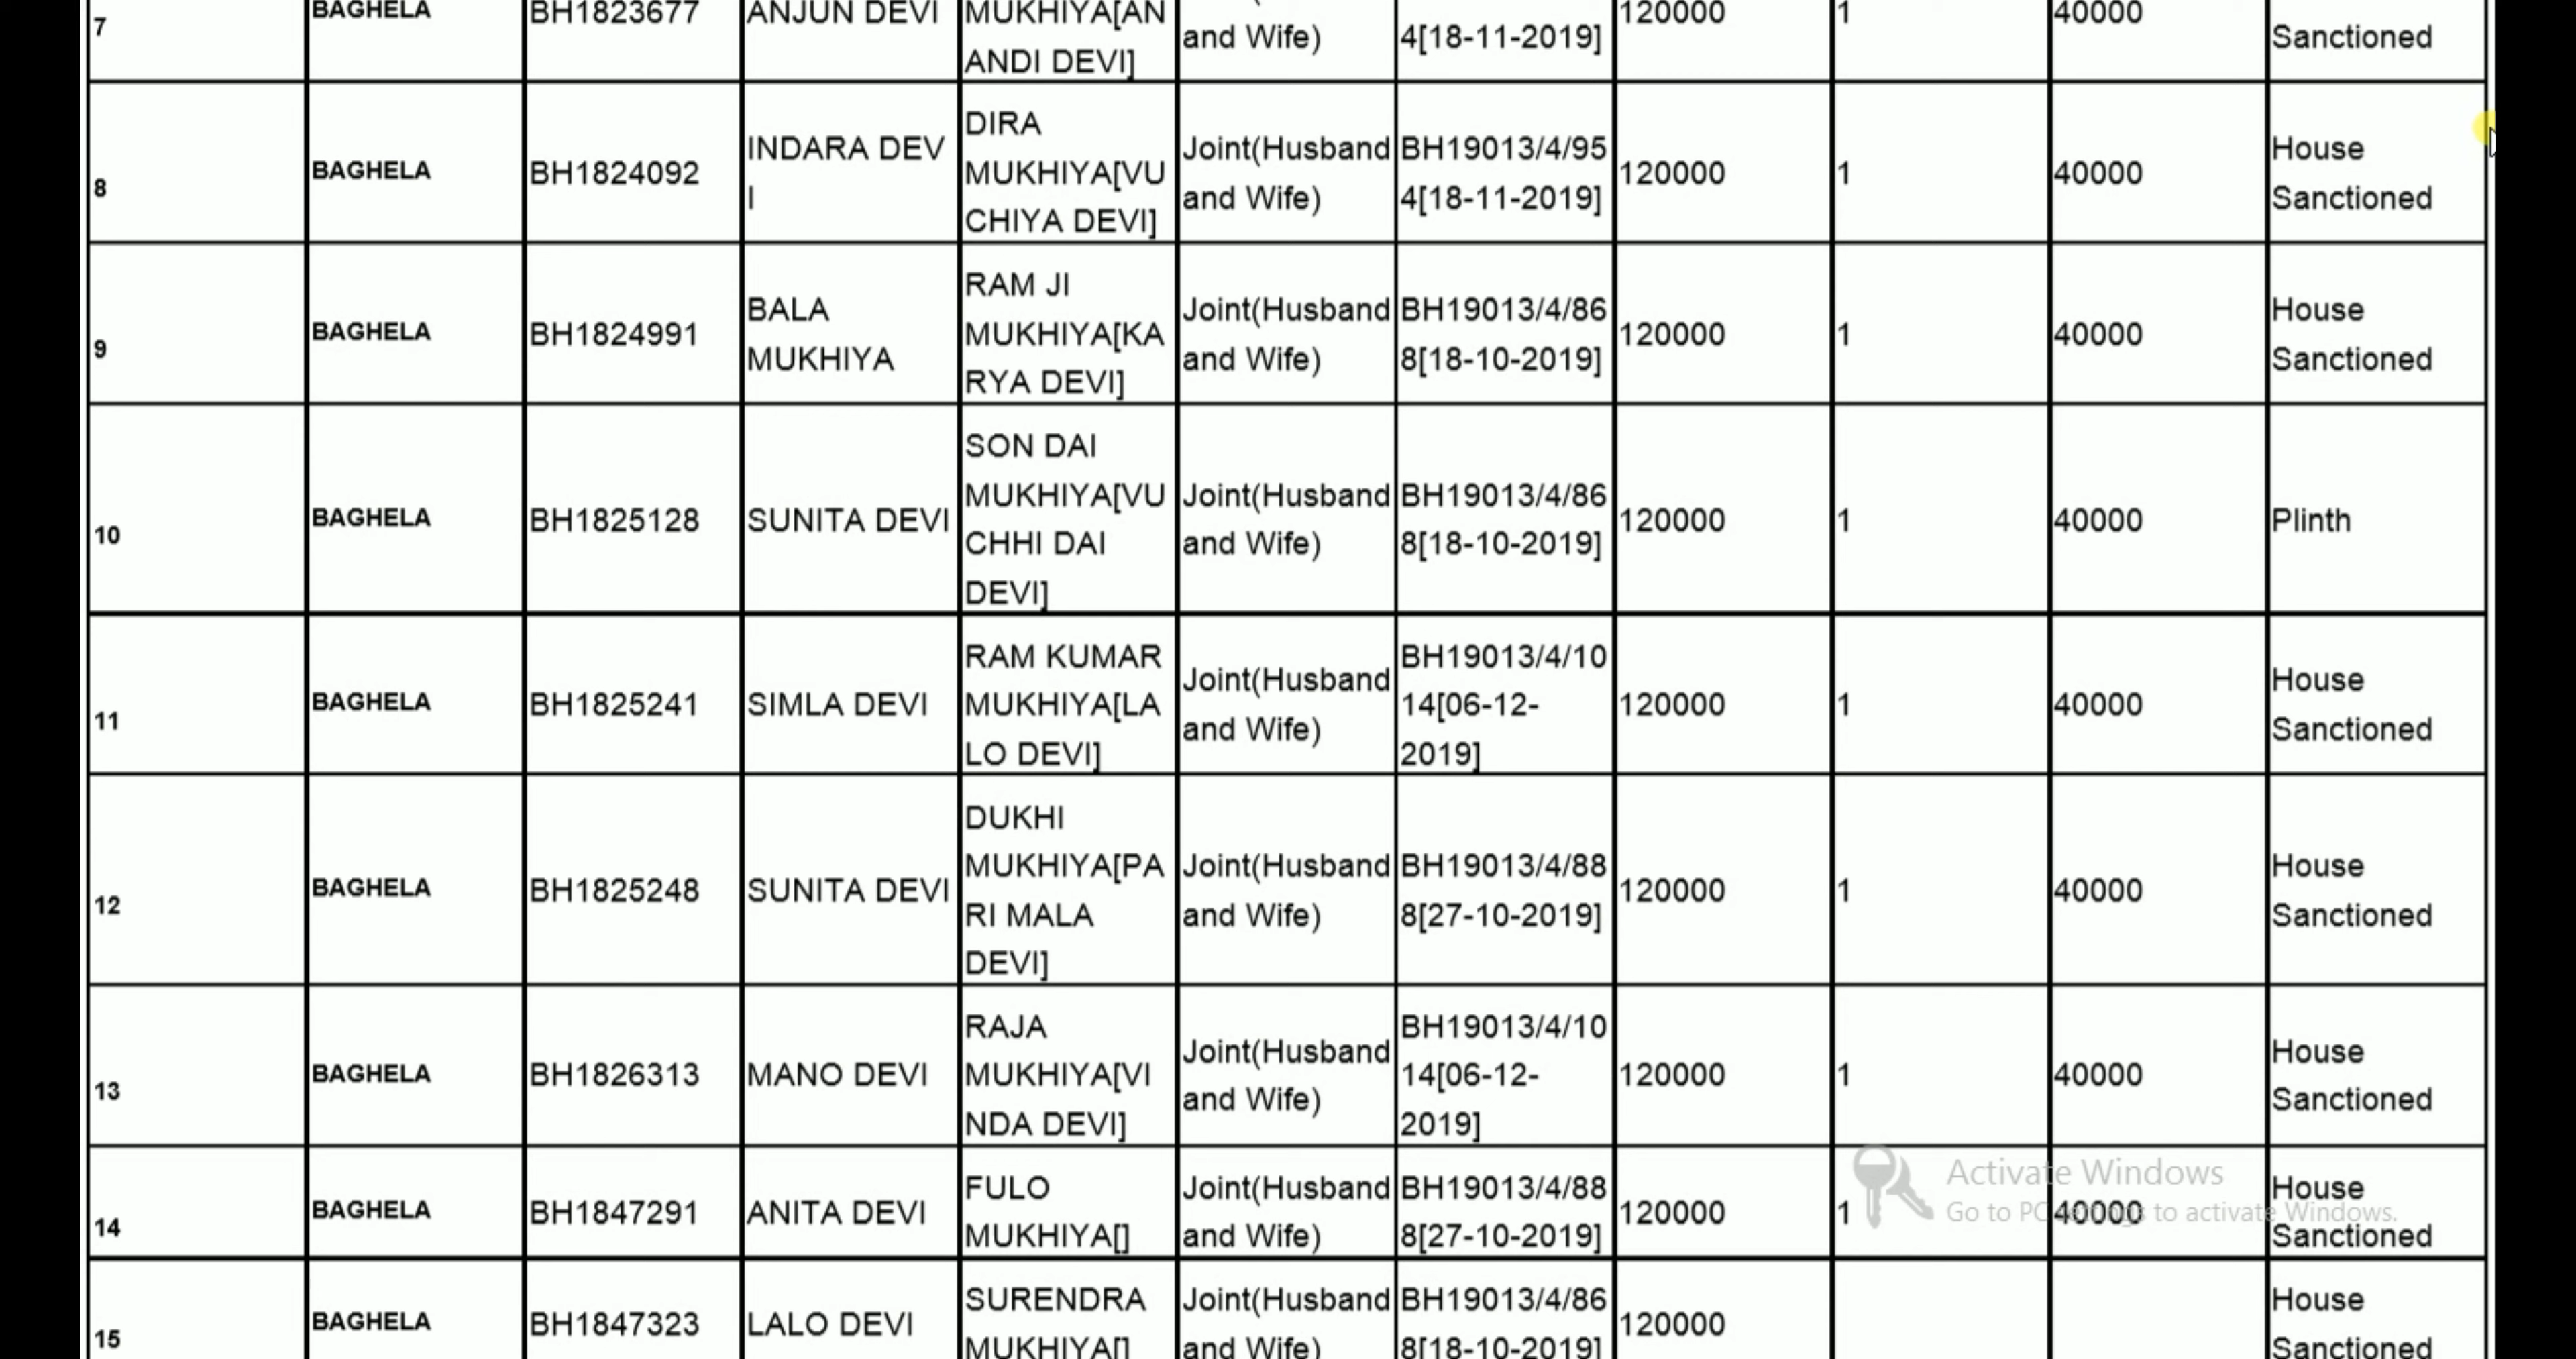 7 BAGHELA BH1823677 ANJUN DEVI MUKHIYA[AN ANDI DEVI] and Wife) 4[18-11-2019] 120000 1 40000 Sanctioned
8 BAGHELA BH1824092 INDARA DEV I DIRA MUKHIYA[VU CHIYA DEVI] Joint(Husband and Wife) BH19013/4/95 4[18-11-2019] 120000 1 40000 House Sanctioned
9 BAGHELA BH1824991 BALA MUKHIYA RAM JI MUKHIYA[KA RYA DEVI] Joint(Husband and Wife) BH19013/4/86 8[18-10-2019] 120000 1 40000 House Sanctioned
10 BAGHELA BH1825128 SUNITA DEVI SON DAI MUKHIYA[VU CHHI DAI DEVI] Joint(Husband and Wife) BH19013/4/86 8[18-10-2019] 120000 1 40000 Plinth
11 BAGHELA BH1825241 SIMLA DEVI RAM KUMAR MUKHIYA[LA LO DEVI] Joint(Husband and Wife) BH19013/4/10 14[06-12- 2019] 120000 1 40000 House Sanctioned
12 BAGHELA BH1825248 SUNITA DEVI DUKHI MUKHIYA[PA RI MALA DEVI] Joint(Husband and Wife) BH19013/4/88 8[27-10-2019] 120000 1 40000 House Sanctioned
13 BAGHELA BH1826313 MANO DEVI RAJA MUKHIYA[VI NDA DEVI] Joint(Husband and Wife) BH19013/4/10 14[06-12- 2019] 120000 1 40000 House Sanctioned
14 BAGHELA BH1847291 ANITA DEVI FULO MUKHIYA[] Joint(Husband and Wife) BH19013/4/88 8[27-10-2019] 120000 1 40000 House Sanctioned
15 BAGHELA BH1847323 LALO DEVI SURENDRA MUKHIYA[] Joint(Husband and Wife) BH19013/4/86 8[18-10-2019] 120000 House Sanctioned
Activate Windows
Go to PC settings to activate Windows.